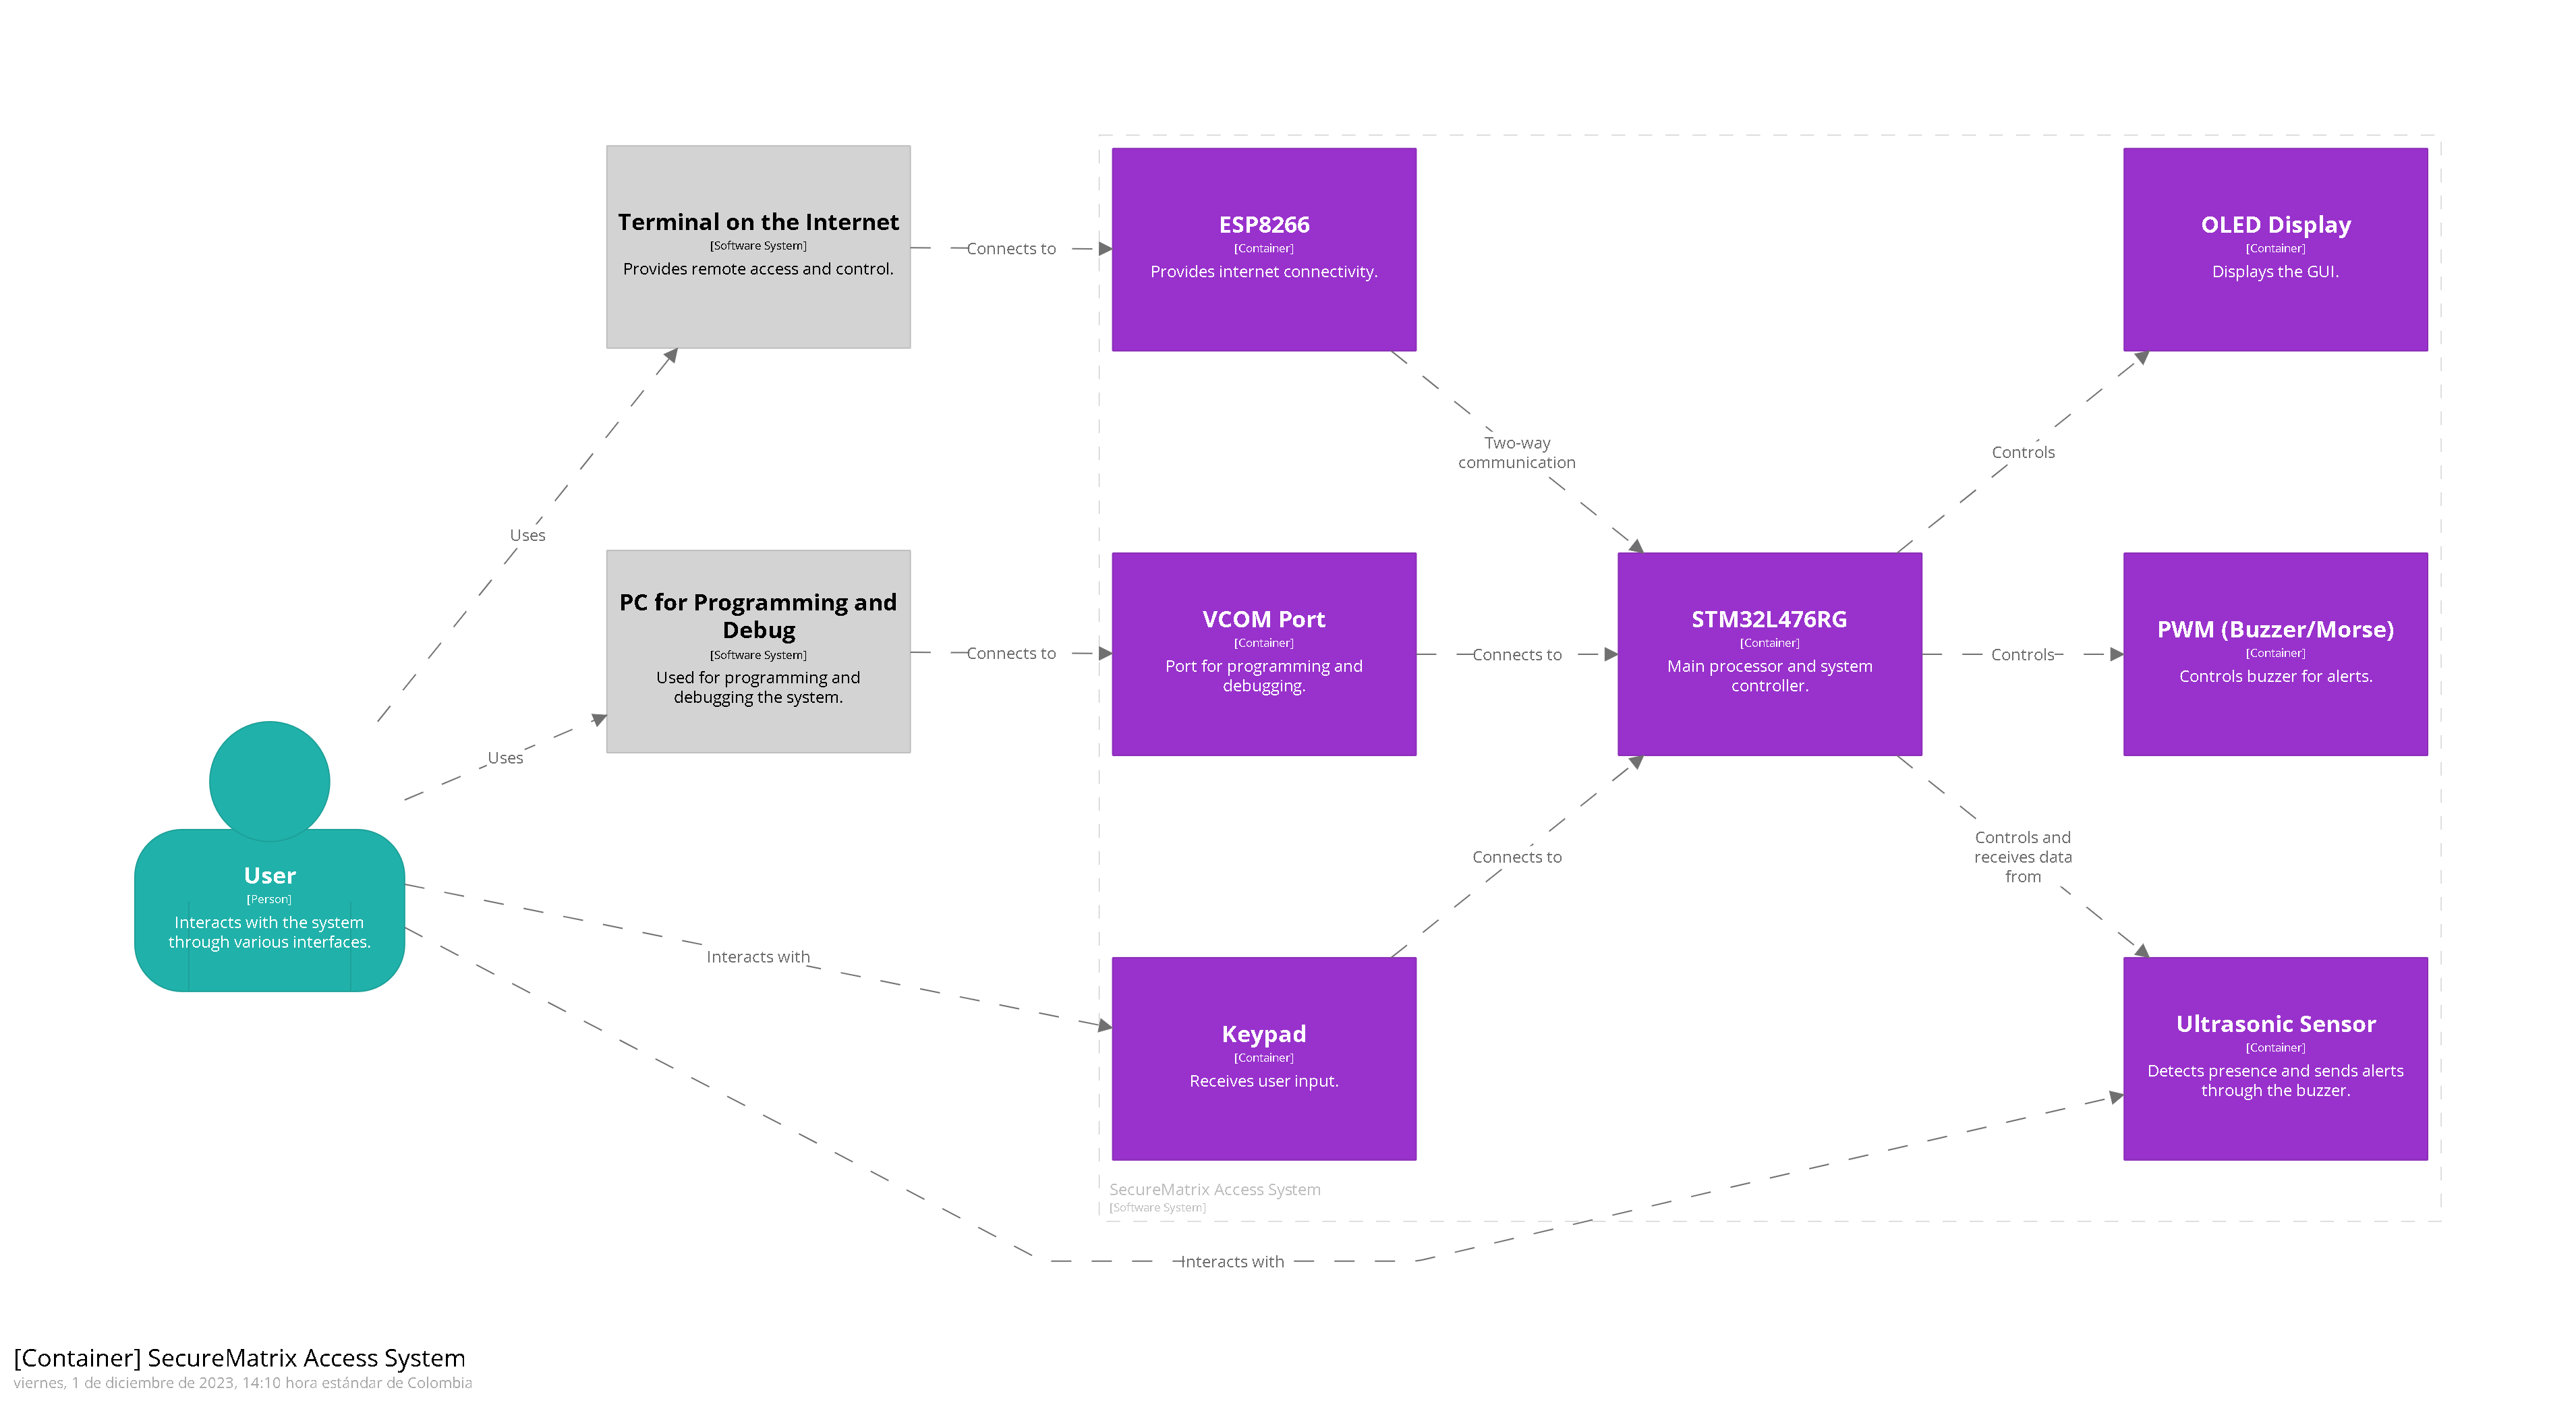 Terminal on the Internet
[Software System]
Provides remote access and control.
Connects to
ESP8266
[Container]
Provides internet connectivity.
OLED Display
[Container]
Displays the GUI.
Two-way
communication
Controls
Uses
PC for Programming and
Debug
[Software System]
Used for programming and
debugging the system.
Connects to
VCOM Port
[Container]
Port for programming and
debugging.
Connects to
STM32L476RG
[Container]
Main processor and system
controller.
Controls
PWM (Buzzer/Morse)
[Container]
Controls buzzer for alerts.
Uses
User
[Person]
Interacts with the system
through various interfaces.
Interacts with
Connects to
Controls and
receives data
from
Keypad
[Container]
Receives user input.
Ultrasonic Sensor
[Container]
Detects presence and sends alerts
through the buzzer.
SecureMatrix Access System
[Software System]
Interacts with
[Container] SecureMatrix Access System
viernes, 1 de diciembre de 2023, 14:10 hora estándar de Colombia